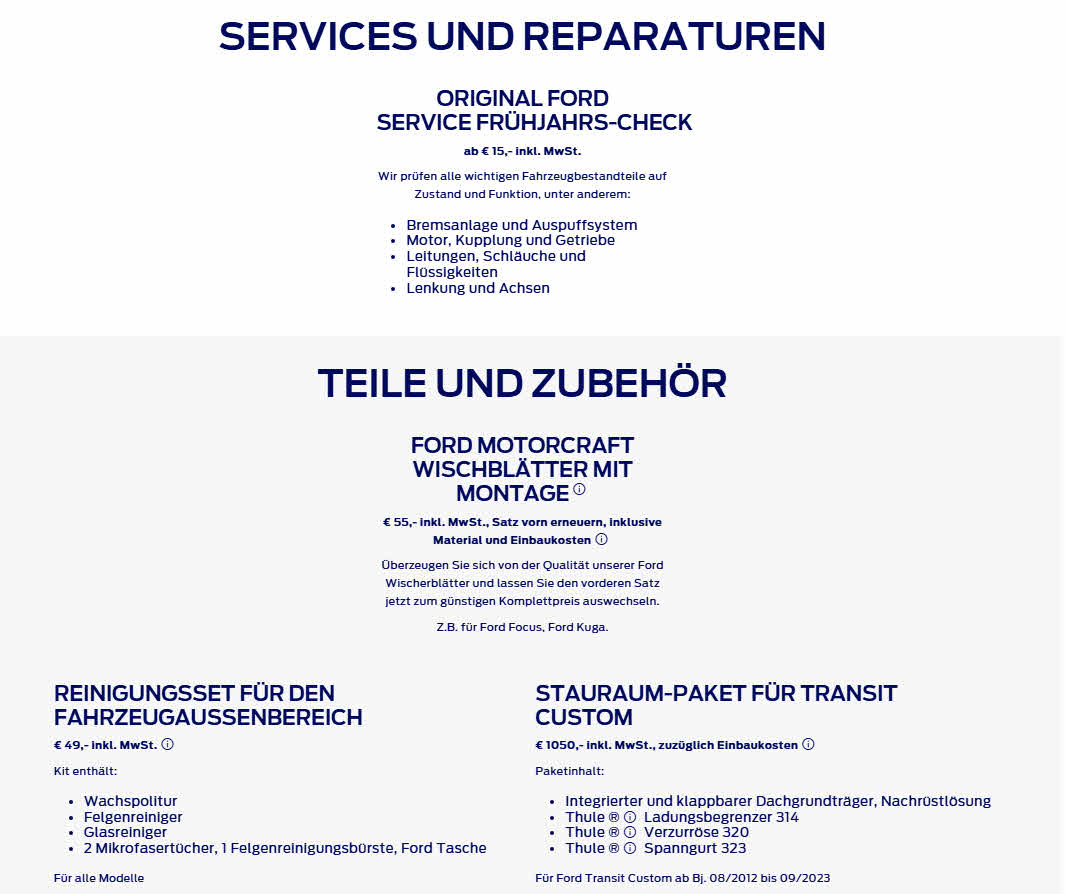 SERVICES UND REPARATUREN
ORIGINAL FORD
SERVICE FRÜHJAHRS-CHECK
ab € 15,- inkl. MwSt.
Wir prüfen alle wichtigen Fahrzeugbestandteile auf
Zustand und Funktion, unter anderem:
• Bremsanlage und Auspuffsystem
• Motor, Kupplung und Getriebe
• Leitungen, Schläuche und
Flüssigkeiten
• Lenkung und Achsen
TEILE UND ZUBEHÖR
FORD MOTORCRAFT
WISCHBLÄTTER MIT
MONTAGE ⓘ
€ 55,- inkl. MwSt., Satz vorn erneuern, inklusive
Material und Einbaukosten ⓘ
Überzeugen Sie sich von der Qualität unserer Ford
Wischerblätter und lassen Sie den vorderen Satz
jetzt zum günstigen Komplettpreis auswechseln.
Z.B. für Ford Focus, Ford Kuga.
REINIGUNGSSET FÜR DEN
FAHRZEUGAUSSENBEREICH
€ 49,- inkl. MwSt. ⓘ
Kit enthält:
• Wachspolitur
• Felgenreiniger
• Glasreiniger
• 2 Mikrofasertücher, 1 Felgenreinigungsbürste, Ford Tasche
Für alle Modelle
STAURAUM-PAKET FÜR TRANSIT
CUSTOM
€ 1050,- inkl. MwSt., zuzüglich Einbaukosten ⓘ
Paketinhalt:
• Integrierter und klappbarer Dachgrundträger, Nachrüstlösung
• Thule ® ⓘ Ladungsbegrenzer 314
• Thule ® ⓘ Verzurröse 320
• Thule ® ⓘ Spanngurt 323
Für Ford Transit Custom ab Bj. 08/2012 bis 09/2023